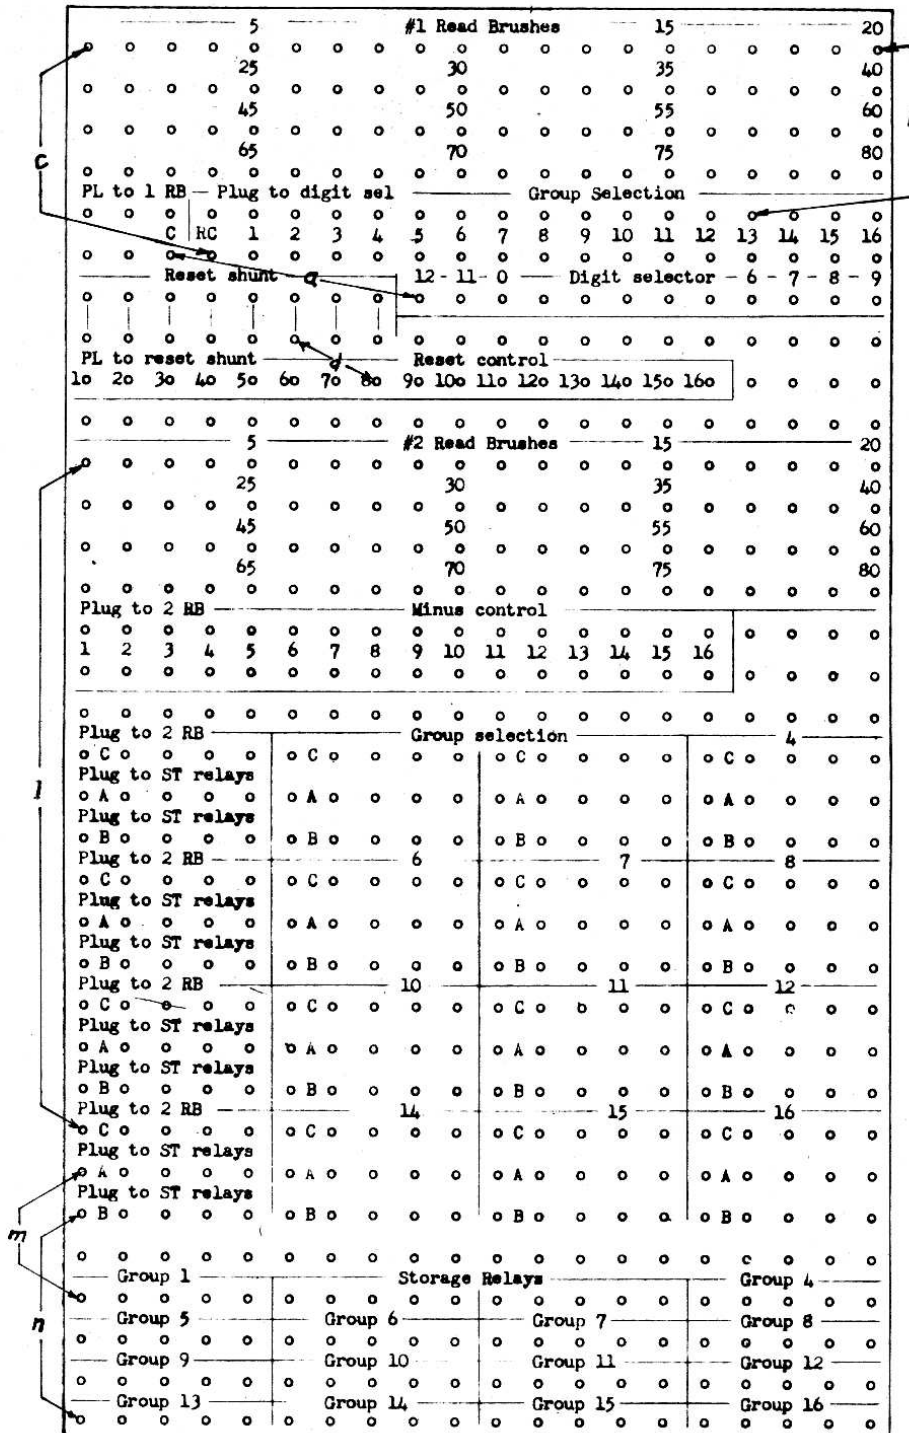 5 #1 Read Brushes 15 20
25 30 35 40
45 50 55 60
65 70 75 80
c
PL to 1 RB Plug to digit sel Group Selection
C RC 1 2 3 4 5 6 7 8 9 10 11 12 13 14 15 16
Reset shunt a 12 - 11 - 0 Digit selector - 6 - 7 - 8 - 9
d
PL to reset shunt Reset control
1o 2o 3o 4o 5o 6o 7o 8o 9o 10o 11o 12o 13o 14o 15o 16o
5 #2 Read Brushes 15 20
25 30 35 40
45 50 55 60
65 70 75 80
Plug to 2 RB Minus control
1 2 3 4 5 6 7 8 9 10 11 12 13 14 15 16
Plug to 2 RB Group selection 4
C C C C
Plug to ST relays
l
A A A A
Plug to ST relays
B B B B
Plug to 2 RB 6 7 8
C C C C
Plug to ST relays
A A A A
Plug to ST relays
B B B B
Plug to 2 RB 10 11 12
C C C C
Plug to ST relays
A A A A
Plug to ST relays
B B B B
Plug to 2 RB 14 15 16
C C C C
Plug to ST relays
A A A A
Plug to ST relays
B B B B
m
Group 1 Storage Relays Group 4
n
Group 5 Group 6 Group 7 Group 8
Group 9 Group 10 Group 11 Group 12
Group 13 Group 14 Group 15 Group 16